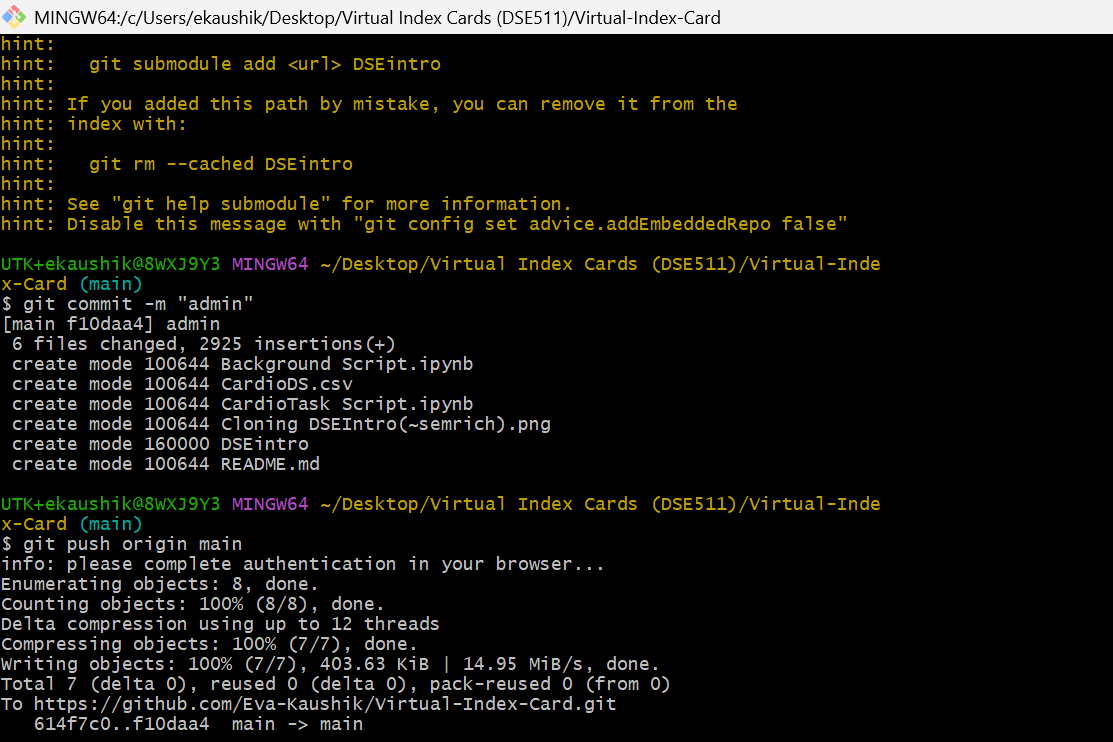 MINGW64:/c/Users/ekaushik/Desktop/Virtual Index Cards (DSE511)/Virtual-Index-Card
hint:
hint:   git submodule add <url> DSEintro
hint:
hint: If you added this path by mistake, you can remove it from the
hint: index with:
hint:
hint:   git rm --cached DSEintro
hint:
hint: See "git help submodule" for more information.
hint: Disable this message with "git config set advice.addEmbeddedRepo false"
UTK+ekaushik@8WXJ9Y3 MINGW64 ~/Desktop/Virtual Index Cards (DSE511)/Virtual-Inde
x-Card (main)
$ git commit -m "admin"
[main f10daa4] admin
 6 files changed, 2925 insertions(+)
 create mode 100644 Background Script.ipynb
 create mode 100644 CardioDS.csv
 create mode 100644 CardioTask Script.ipynb
 create mode 100644 Cloning DSEIntro(~semrich).png
 create mode 160000 DSEintro
 create mode 100644 README.md
UTK+ekaushik@8WXJ9Y3 MINGW64 ~/Desktop/Virtual Index Cards (DSE511)/Virtual-Inde
x-Card (main)
$ git push origin main
info: please complete authentication in your browser...
Enumerating objects: 8, done.
Counting objects: 100% (8/8), done.
Delta compression using up to 12 threads
Compressing objects: 100% (7/7), done.
Writing objects: 100% (7/7), 403.63 KiB | 14.95 MiB/s, done.
Total 7 (delta 0), reused 0 (delta 0), pack-reused 0 (from 0)
To https://github.com/Eva-Kaushik/Virtual-Index-Card.git
   614f7c0..f10daa4  main -> main